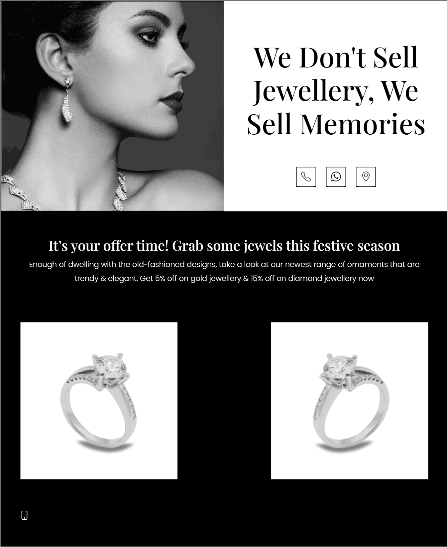 We Don't Sell
Jewellery, We
Sell Memories
It's your offer time! Grab some jewels this festive season
Enough of dwelling with the old-fashioned designs, take a look at our newest range of ornaments that are
trendy & elegant. Get 5% off on gold jewellery & 15% off on diamond jewellery now